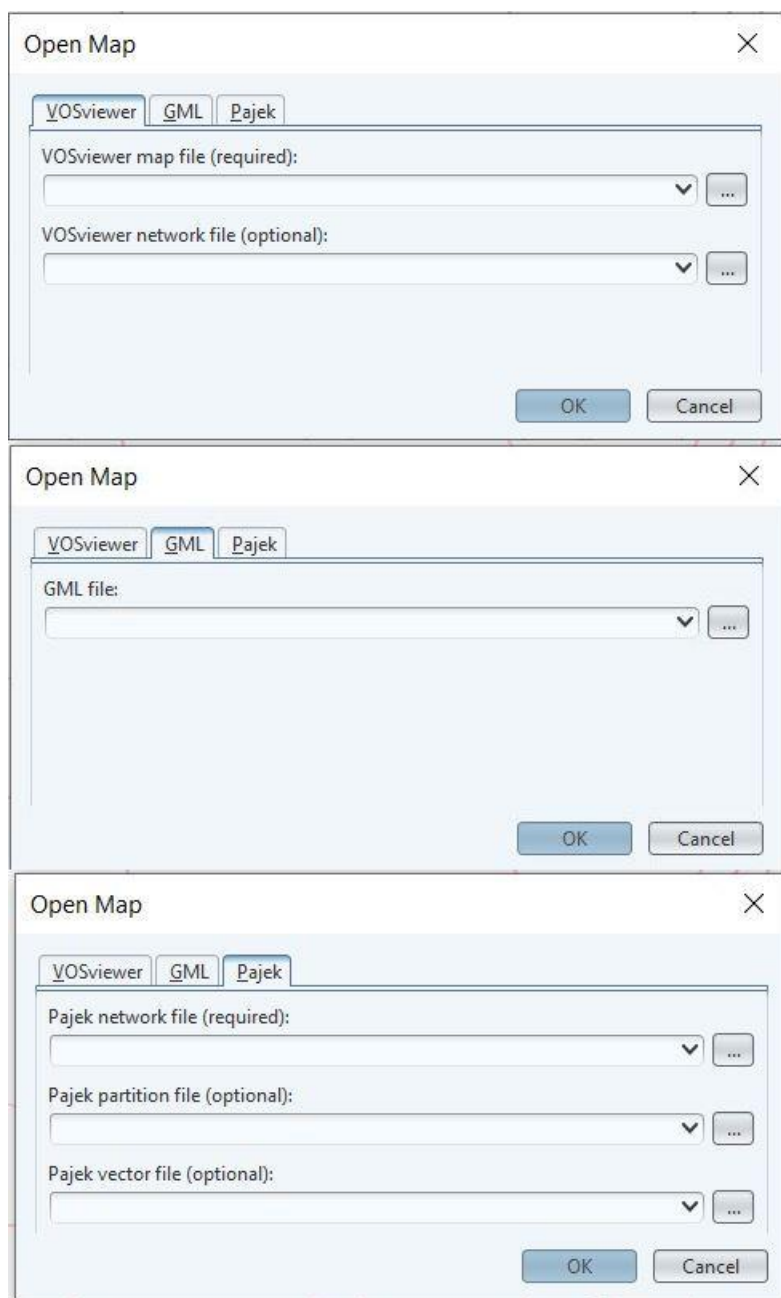 Open Map
VOSviewer GML Pajek
VOSviewer map file (required):
...
VOSviewer network file (optional):
...
OK Cancel
Open Map
VOSviewer GML Pajek
GML file:
...
OK Cancel
Open Map
VOSviewer GML Pajek
Pajek network file (required):
...
Pajek partition file (optional):
...
Pajek vector file (optional):
...
OK Cancel